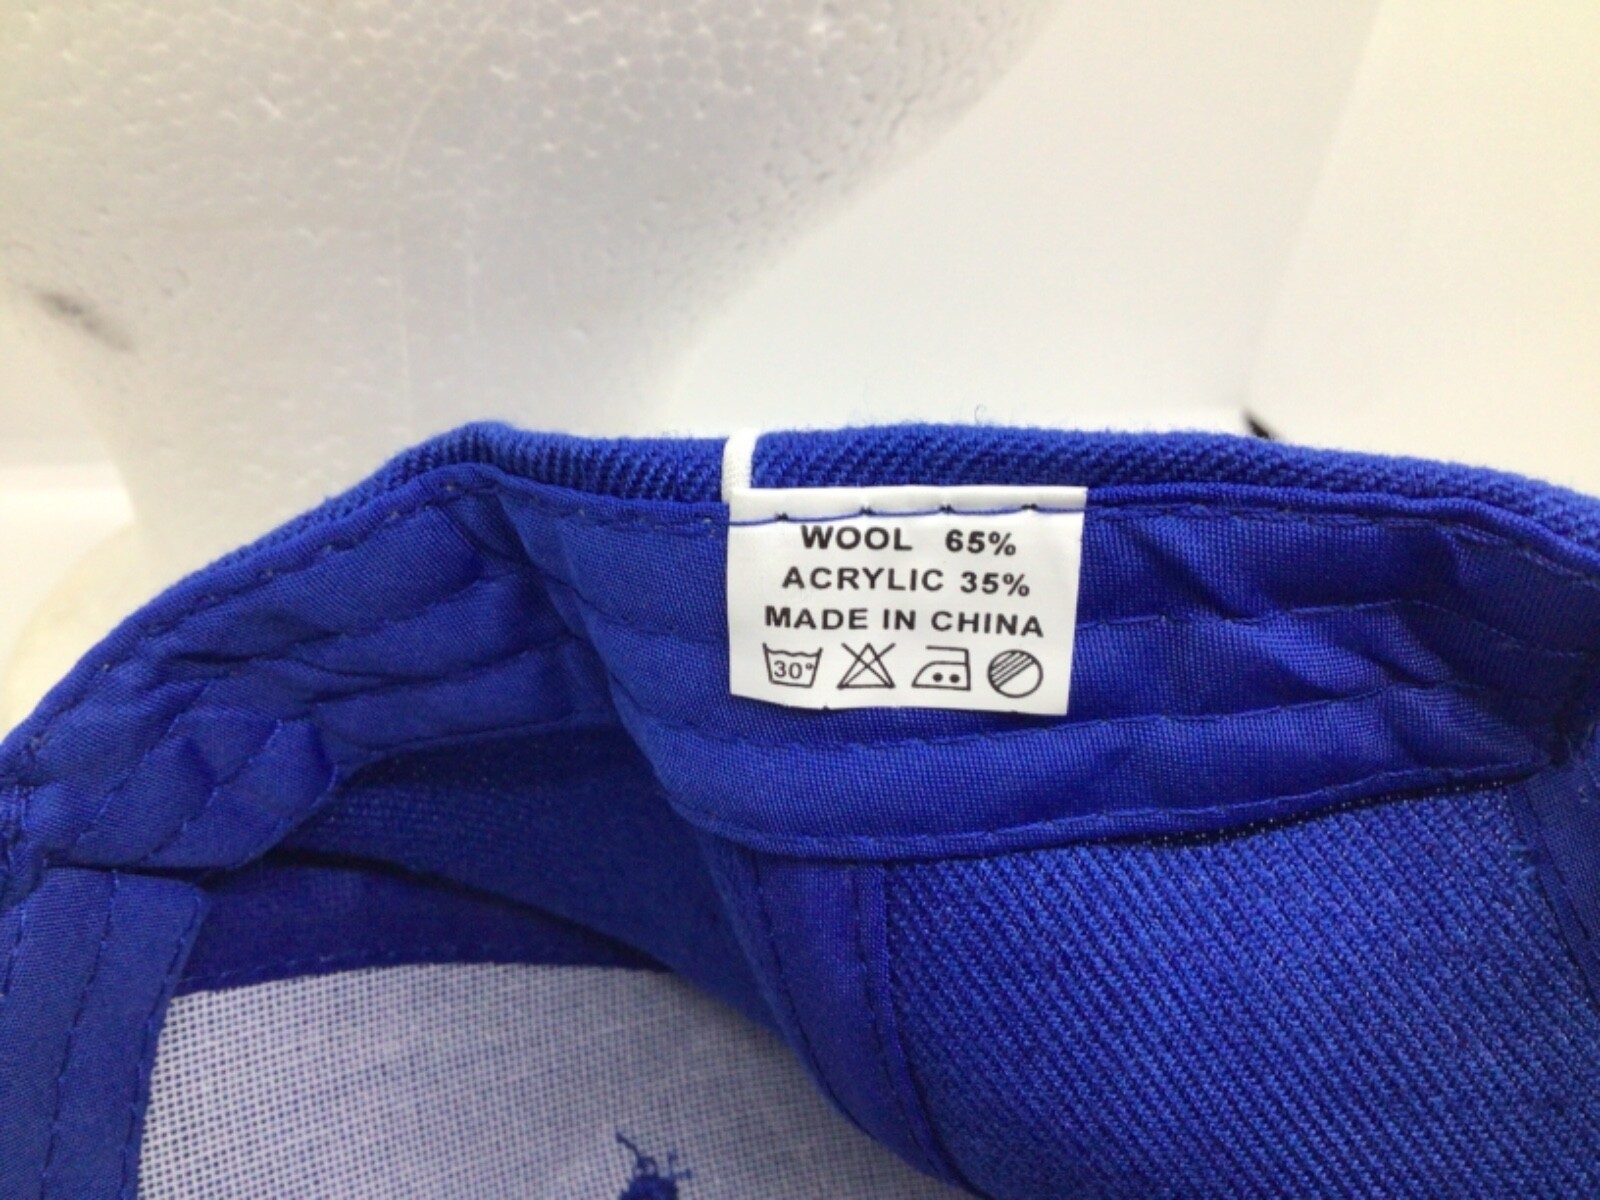 WOOL 65%
ACRYLIC 35%
MADE IN CHINA
30°